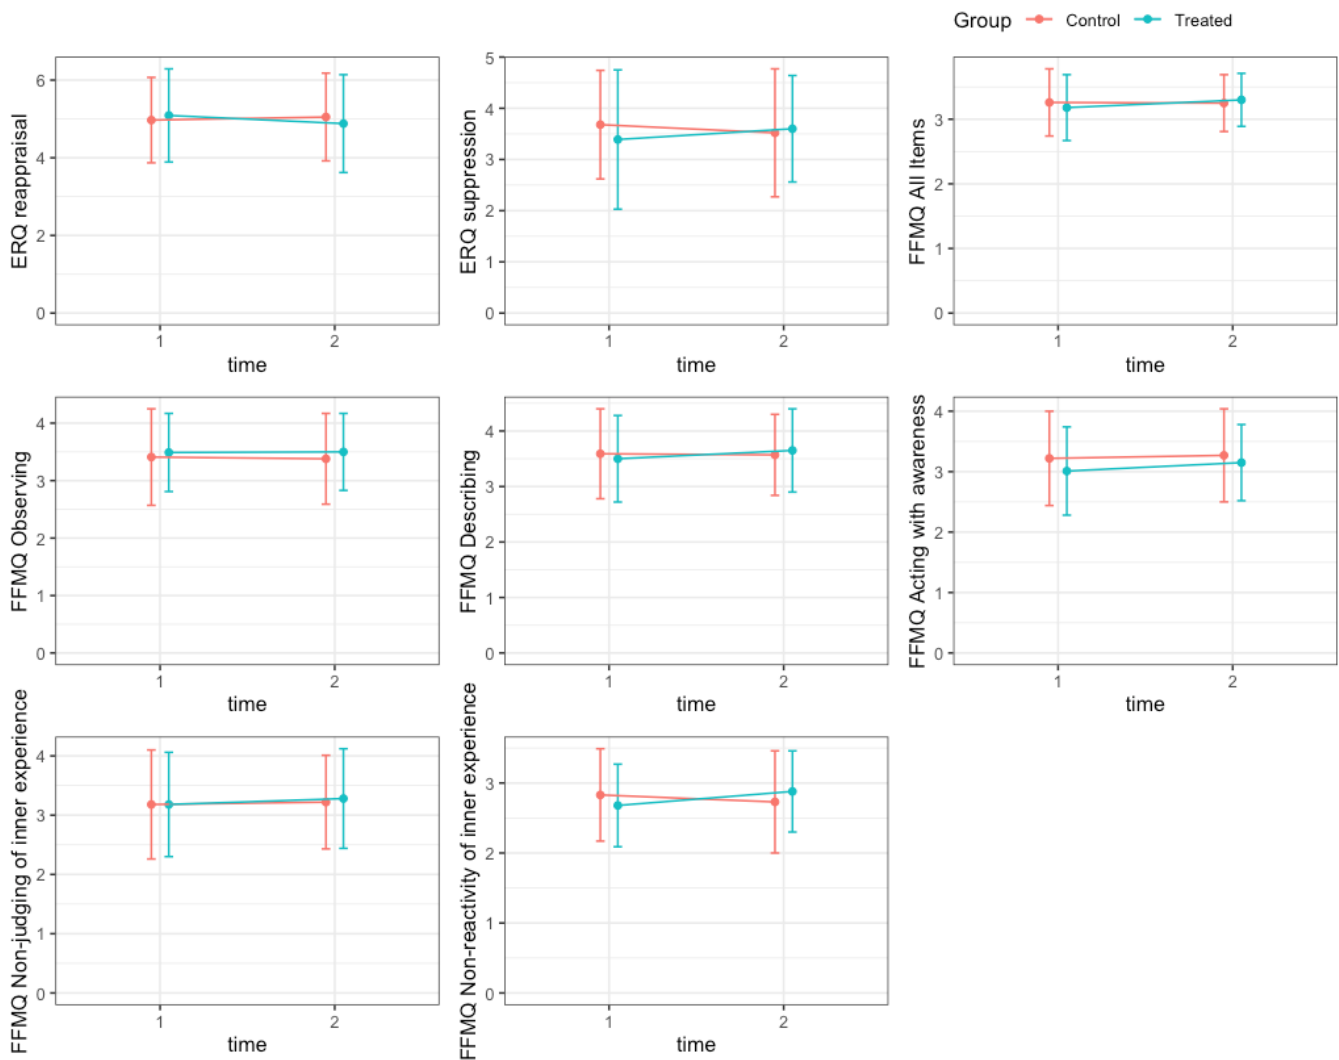 Group Control Treated
ERQ reappraisal
6
4
2
0
1 2
time
ERQ suppression
5
4
3
2
1
0
1 2
time
FFMQ All Items
3
2
1
0
1 2
time
FFMQ Observing
4
3
2
1
0
1 2
time
FFMQ Describing
4
3
2
1
0
1 2
time
FFMQ Acting with awareness
4
3
2
1
0
1 2
time
FFMQ Non-judging of inner experience
4
3
2
1
0
1 2
time
FFMQ Non-reactivity of inner experience
3
2
1
0
1 2
time